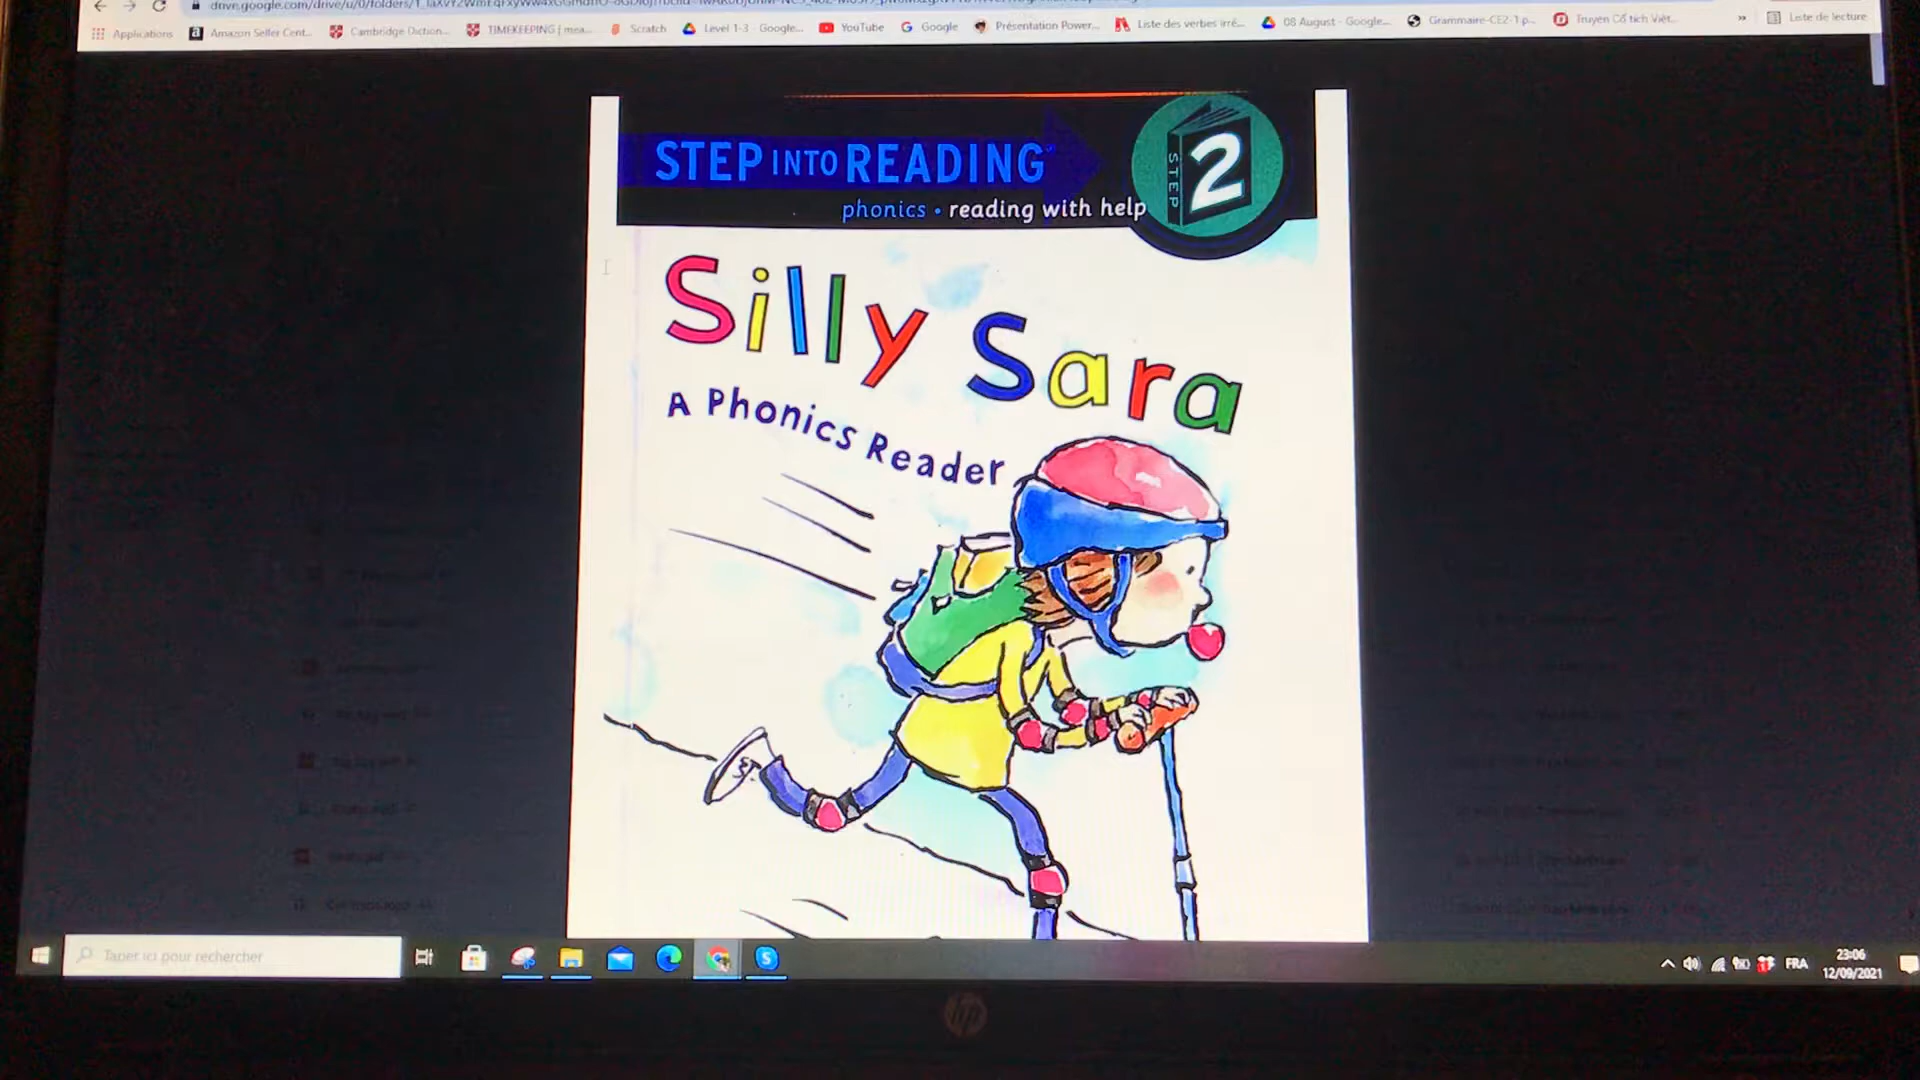 Applications
Amazon Seller Cent...
Cambridge Diction...
TIMEKEEPING | mea...
Scratch
Level 1-3 - Google...
YouTube
Google
Présentation Power...
Liste des verbes irré...
08 August - Google...
Grammaire-CE2-1 p...
Truyện Cổ tích Việt...
»
Liste de lecture
STEP INTO READING
STEP 2
phonics • reading with help
Silly Sara
A Phonics Reader
Taper ici pour rechercher
FRA
23:06
12/09/2021
hp